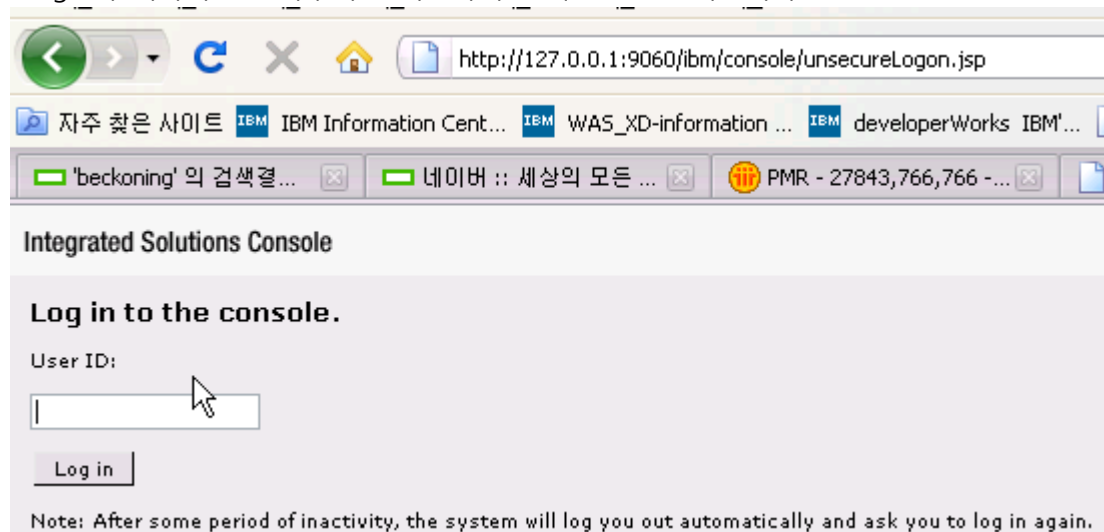 http://127.0.0.1:9060/ibm/console/unsecureLogon.jsp
자주 찾은 사이트 IBM IBM Information Cent... IBM WAS_XD-information ... IBM developerWorks IBM'...
'beckoning' 의 검색결... 네이버 :: 세상의 모든 ... PMR - 27843,766,766 -...
Integrated Solutions Console
Log in to the console.
User ID:
Log in
Note: After some period of inactivity, the system will log you out automatically and ask you to log in again.